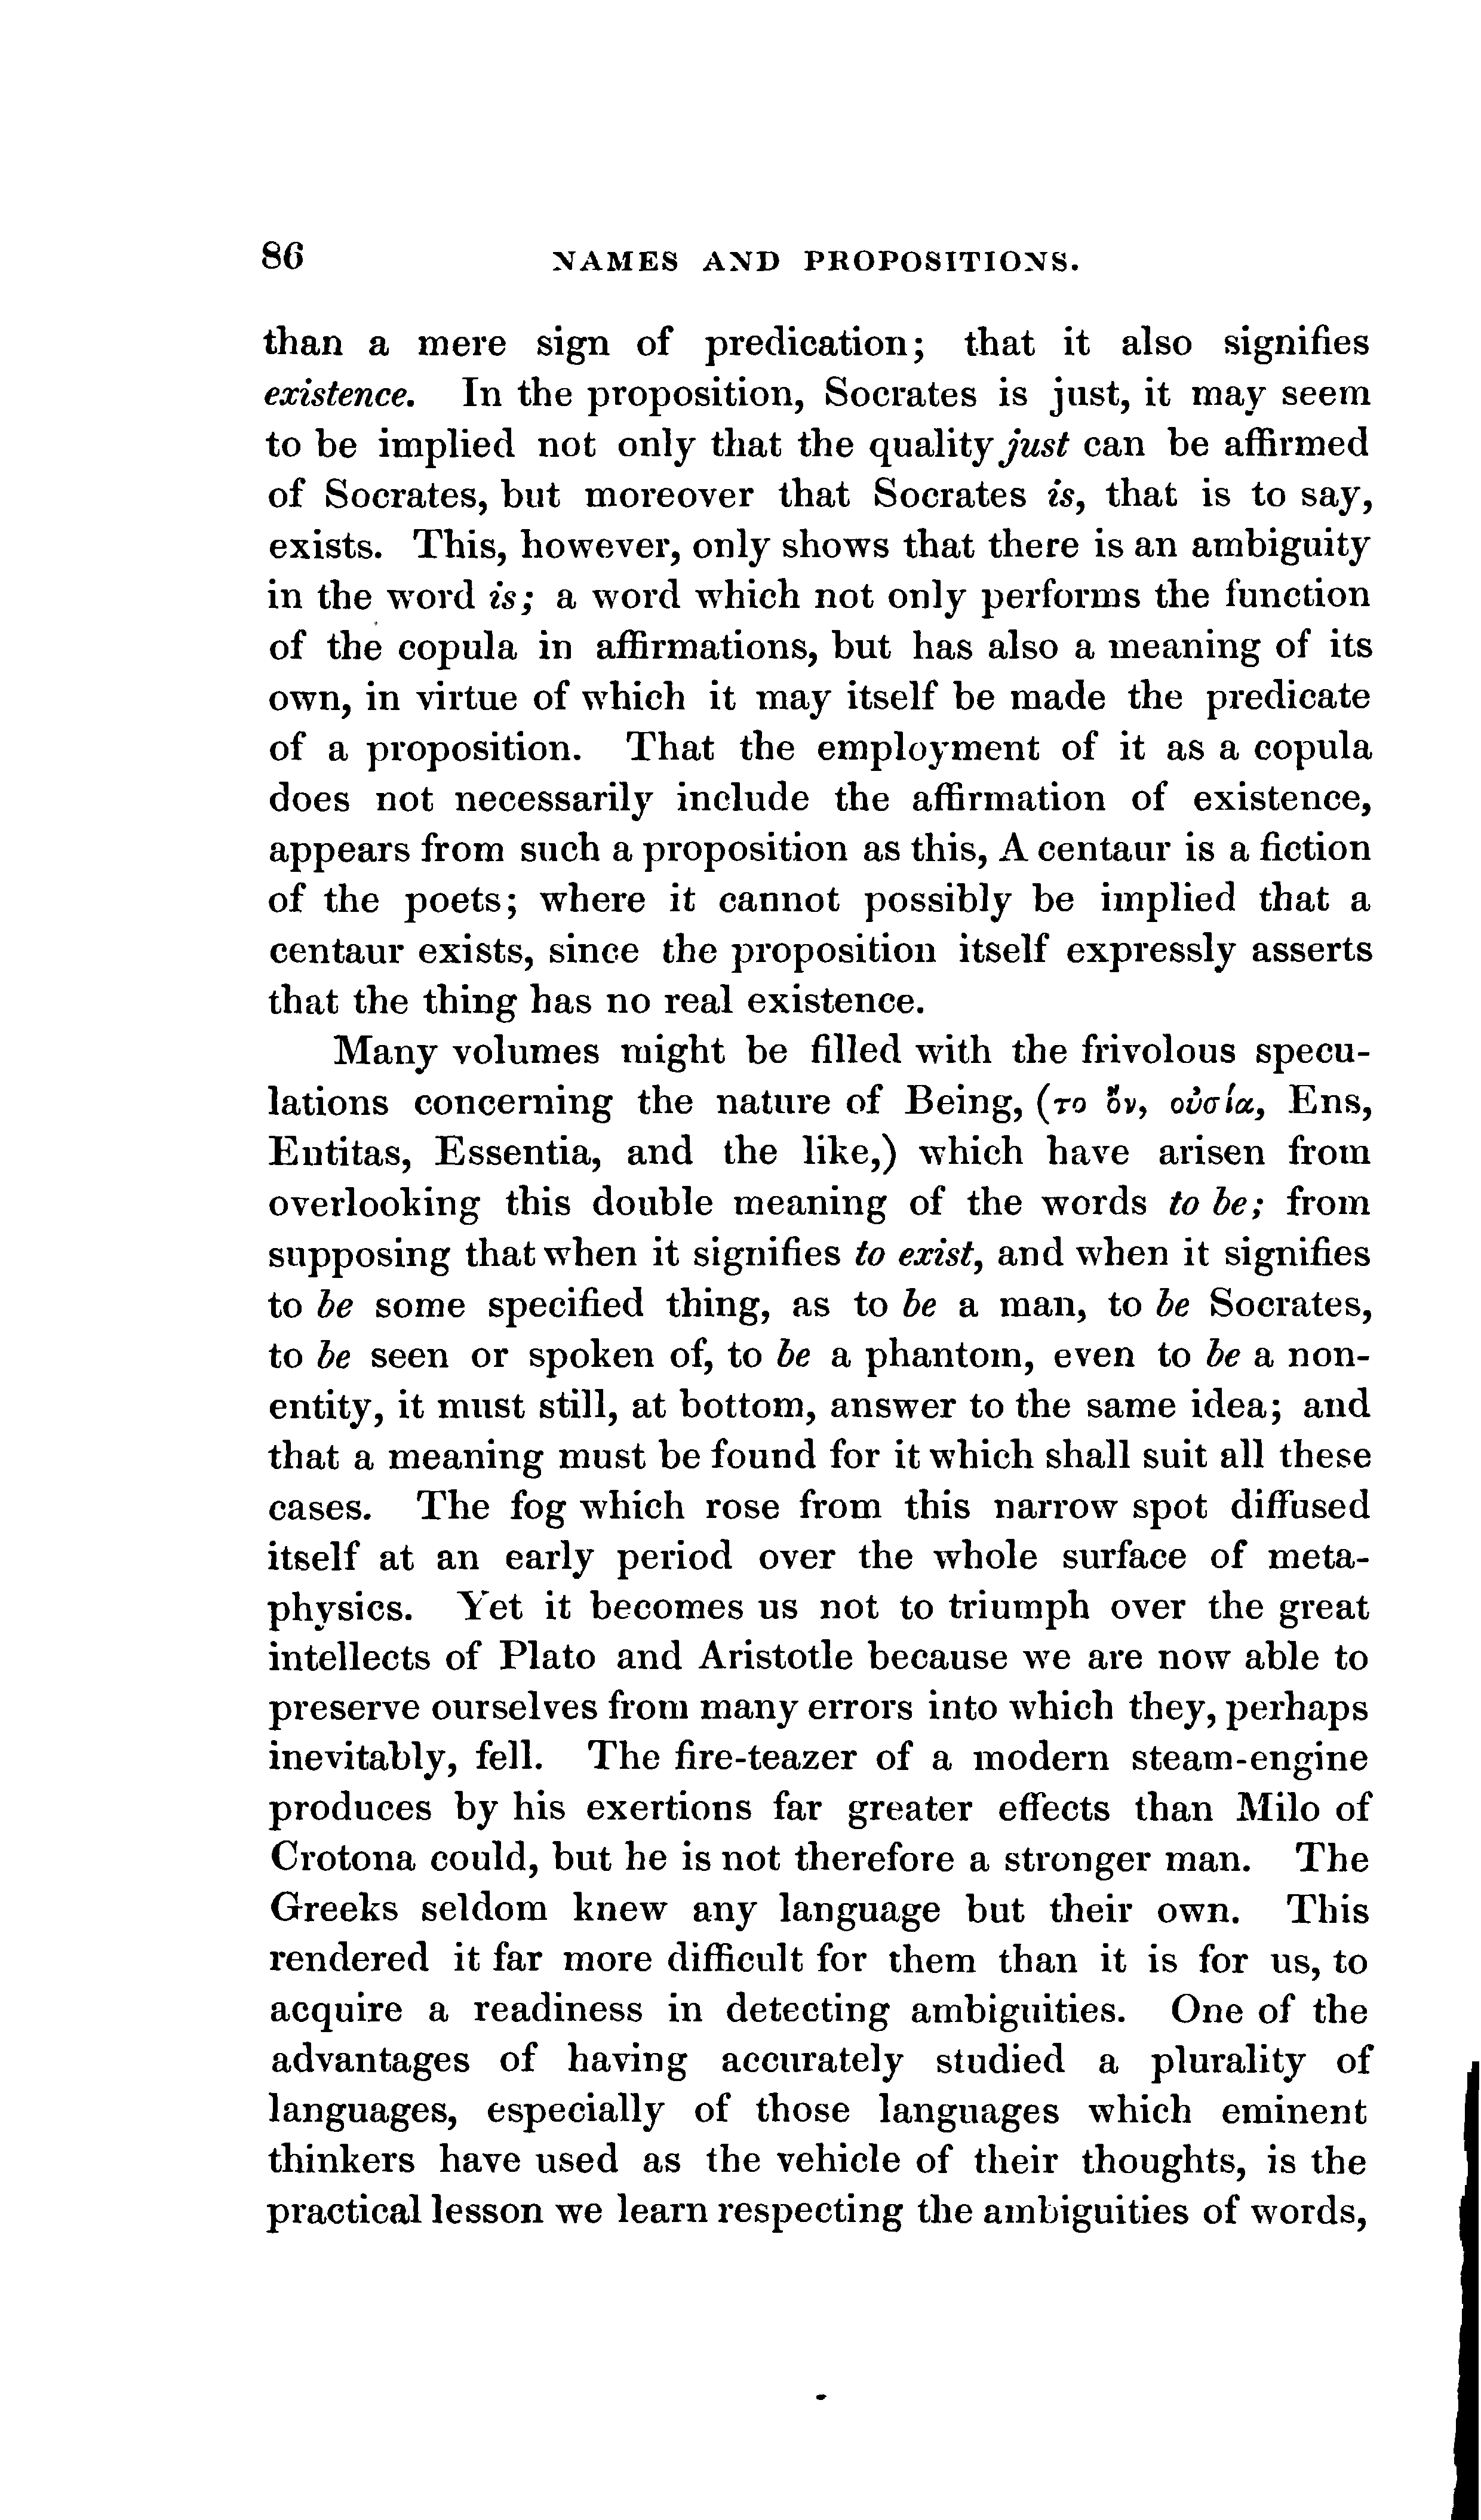 86 NAMES AND PROPOSITIONS.
than a mere sign of predication; that it also signifies
existence. In the proposition, Socrates is just, it may seem
to be implied not only that the quality just can be affirmed
of Socrates, but moreover that Socrates is, that is to say,
exists. This, however, only shows that there is an ambiguity
in the word is; a word which not only performs the function
of the copula in affirmations, but has also a meaning of its
own, in virtue of which it may itself be made the predicate
of a proposition. That the employment of it as a copula
does not necessarily include the affirmation of existence,
appears from such a proposition as this, A centaur is a fiction
of the poets; where it cannot possibly be implied that a
centaur exists, since the proposition itself expressly asserts
that the thing has no real existence.
Many volumes might be filled with the frivolous specu-
lations concerning the nature of Being, (το ὄν, οὐσία, Ens,
Entitas, Essentia, and the like,) which have arisen from
overlooking this double meaning of the words to be; from
supposing that when it signifies to exist, and when it signifies
to be some specified thing, as to be a man, to be Socrates,
to be seen or spoken of, to be a phantom, even to be a non-
entity, it must still, at bottom, answer to the same idea; and
that a meaning must be found for it which shall suit all these
cases. The fog which rose from this narrow spot diffused
itself at an early period over the whole surface of meta-
physics. Yet it becomes us not to triumph over the great
intellects of Plato and Aristotle because we are now able to
preserve ourselves from many errors into which they, perhaps
inevitably, fell. The fire-teazer of a modern steam-engine
produces by his exertions far greater effects than Milo of
Crotona could, but he is not therefore a stronger man. The
Greeks seldom knew any language but their own. This
rendered it far more difficult for them than it is for us, to
acquire a readiness in detecting ambiguities. One of the
advantages of having accurately studied a plurality of
languages, especially of those languages which eminent
thinkers have used as the vehicle of their thoughts, is the
practical lesson we learn respecting the ambiguities of words,